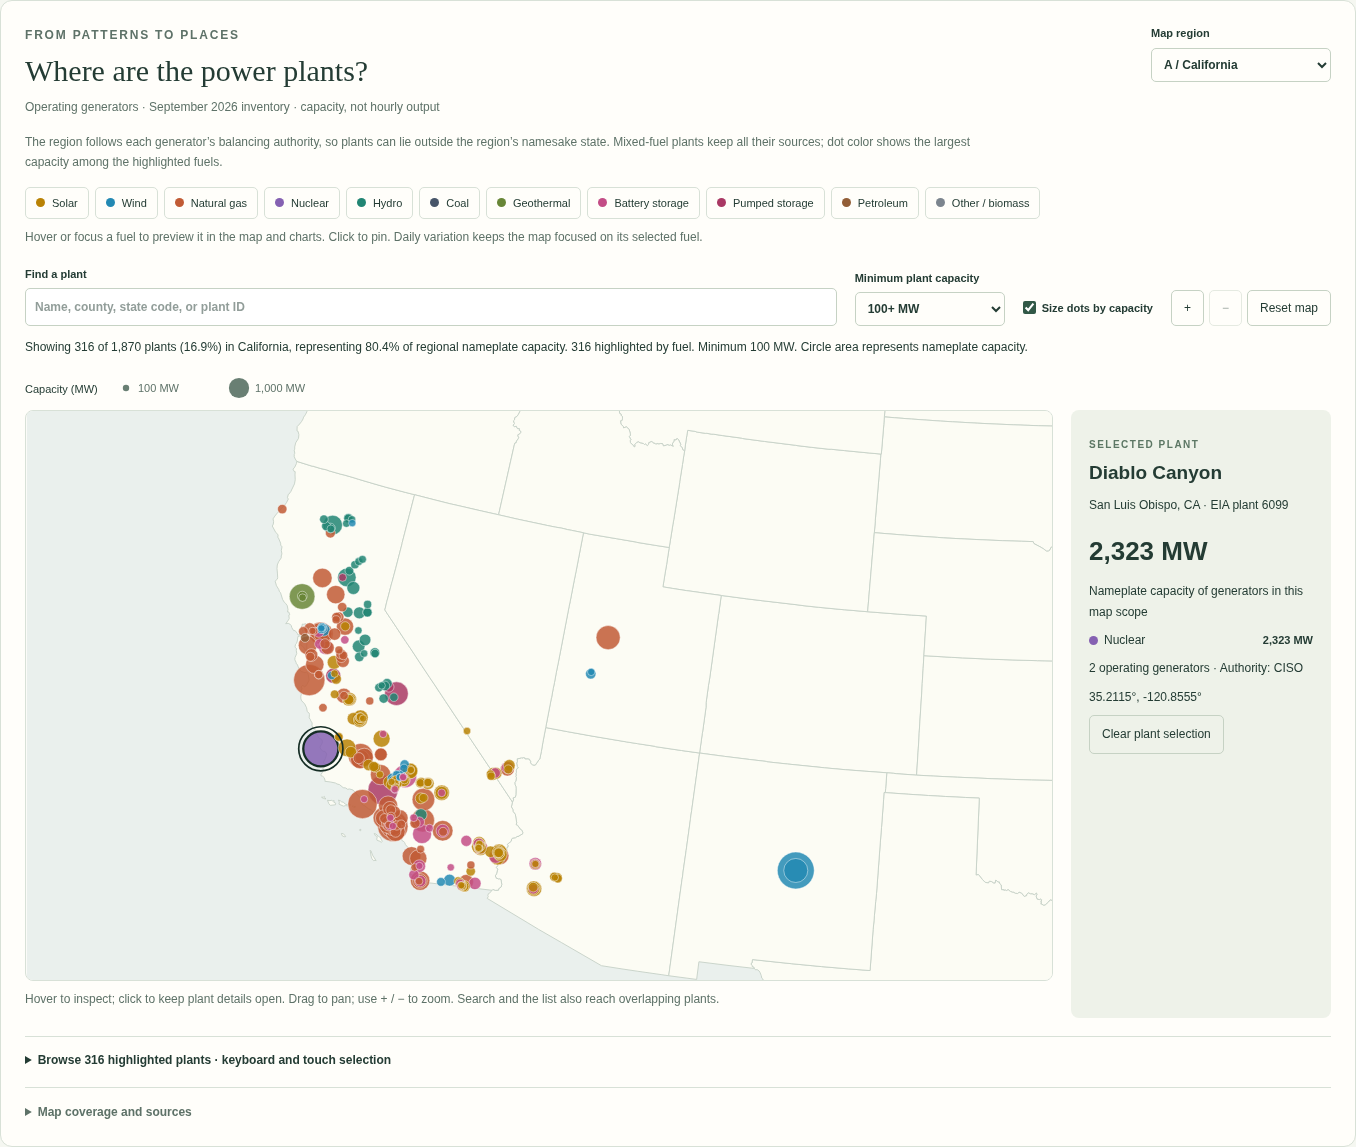 FROM PATTERNS TO PLACES
Where are the power plants?
Operating generators · September 2026 inventory · capacity, not hourly output
Map region
A / California
The region follows each generator’s balancing authority, so plants can lie outside the region’s namesake state. Mixed-fuel plants keep all their sources; dot color shows the largest
capacity among the highlighted fuels.
Solar Wind Natural gas Nuclear Hydro Coal Geothermal Battery storage Pumped storage Petroleum Other / biomass
Hover or focus a fuel to preview it in the map and charts. Click to pin. Daily variation keeps the map focused on its selected fuel.
Find a plant
Name, county, state code, or plant ID
Minimum plant capacity
100+ MW
Size dots by capacity
+ − Reset map
Showing 316 of 1,870 plants (16.9%) in California, representing 80.4% of regional nameplate capacity. 316 highlighted by fuel. Minimum 100 MW. Circle area represents nameplate capacity.
Capacity (MW) 100 MW 1,000 MW
SELECTED PLANT
Diablo Canyon
San Luis Obispo, CA · EIA plant 6099
2,323 MW
Nameplate capacity of generators in this
map scope
Nuclear 2,323 MW
2 operating generators · Authority: CISO
35.2115°, -120.8555°
Clear plant selection
Hover to inspect; click to keep plant details open. Drag to pan; use + / − to zoom. Search and the list also reach overlapping plants.
Browse 316 highlighted plants · keyboard and touch selection
Map coverage and sources